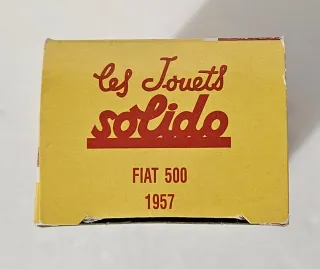 les Jouets
solido
FIAT 500
1957